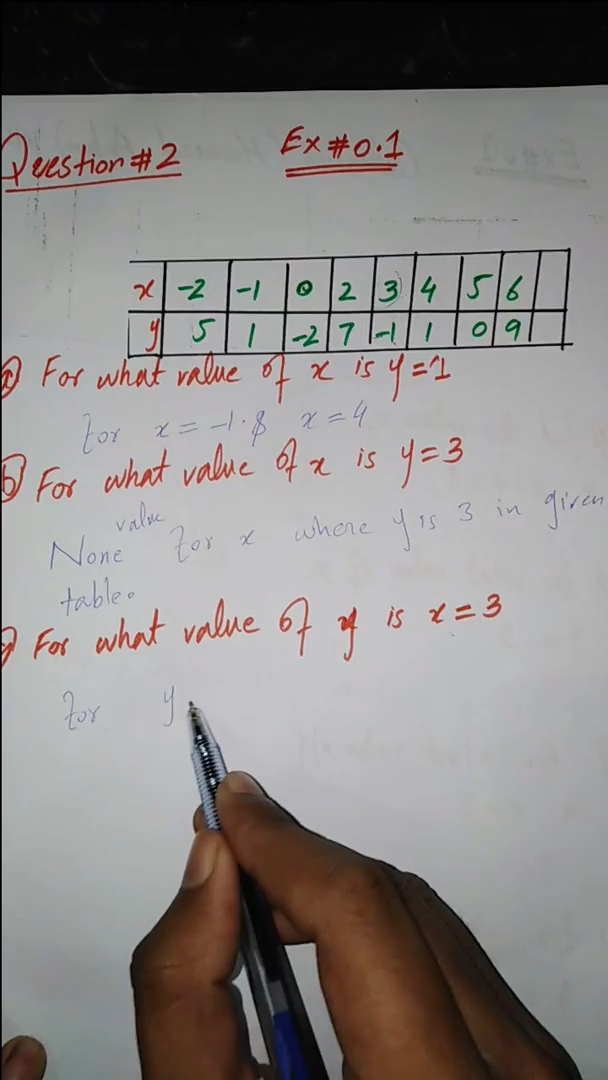 Question #2 Ex #0.1
x -2 -1 0 2 3 4 5 6
y 5 1 -2 7 -1 1 0 9
a) For what value of x is y=1
For x = -1 & x = 4
b) For what value of x is y=3
None value for x where y is 3 in given
table.
For what value of y is x=3
For y